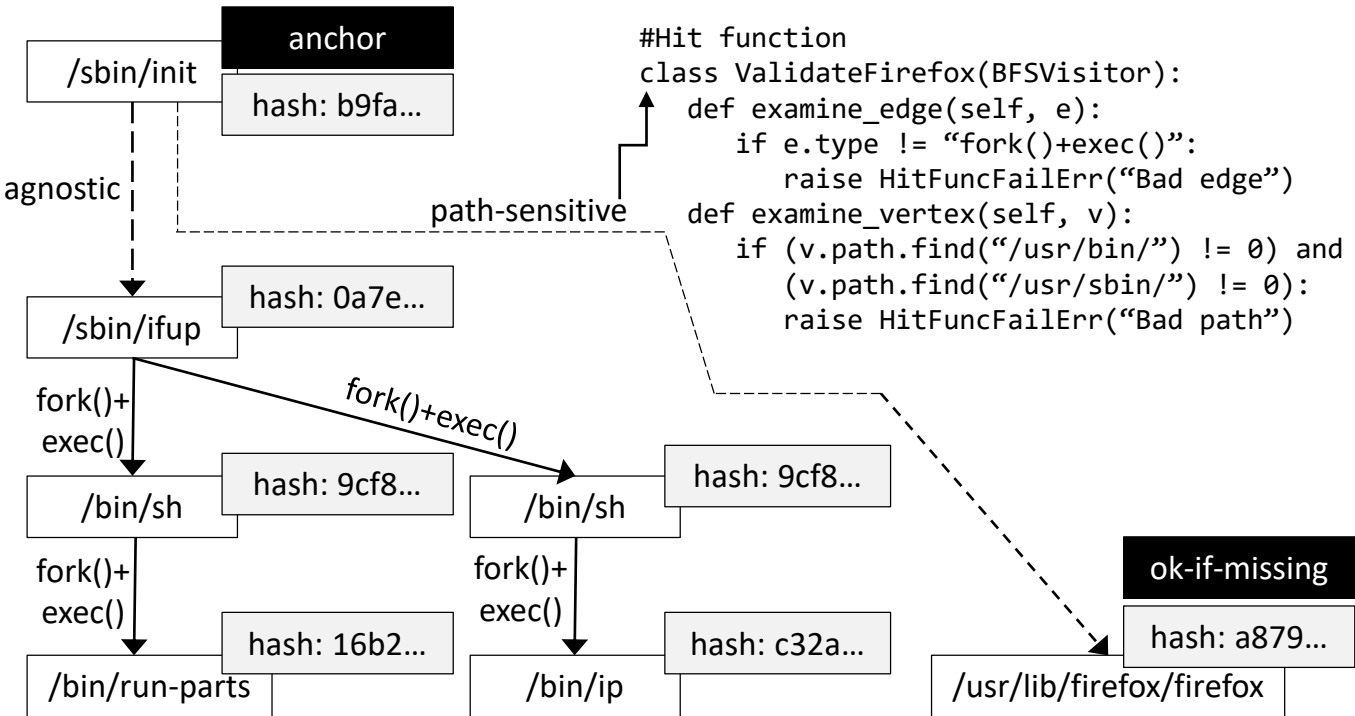 anchor
/sbin/init
hash: b9fa...
agnostic
path-sensitive
#Hit function
class ValidateFirefox(BFSVisitor):
def examine_edge(self, e):
if e.type != “fork()+exec()”:
raise HitFuncFailErr(“Bad edge”)
def examine_vertex(self, v):
if (v.path.find(“/usr/bin/”) != 0) and
(v.path.find(“/usr/sbin/”) != 0):
raise HitFuncFailErr(“Bad path”)
hash: 0a7e...
/sbin/ifup
fork()+
exec()
fork()+exec()
hash: 9cf8...
/bin/sh
hash: 9cf8...
/bin/sh
fork()+
exec()
fork()+
exec()
ok-if-missing
hash: 16b2...
/bin/run-parts
hash: c32a...
/bin/ip
hash: a879...
/usr/lib/firefox/firefox